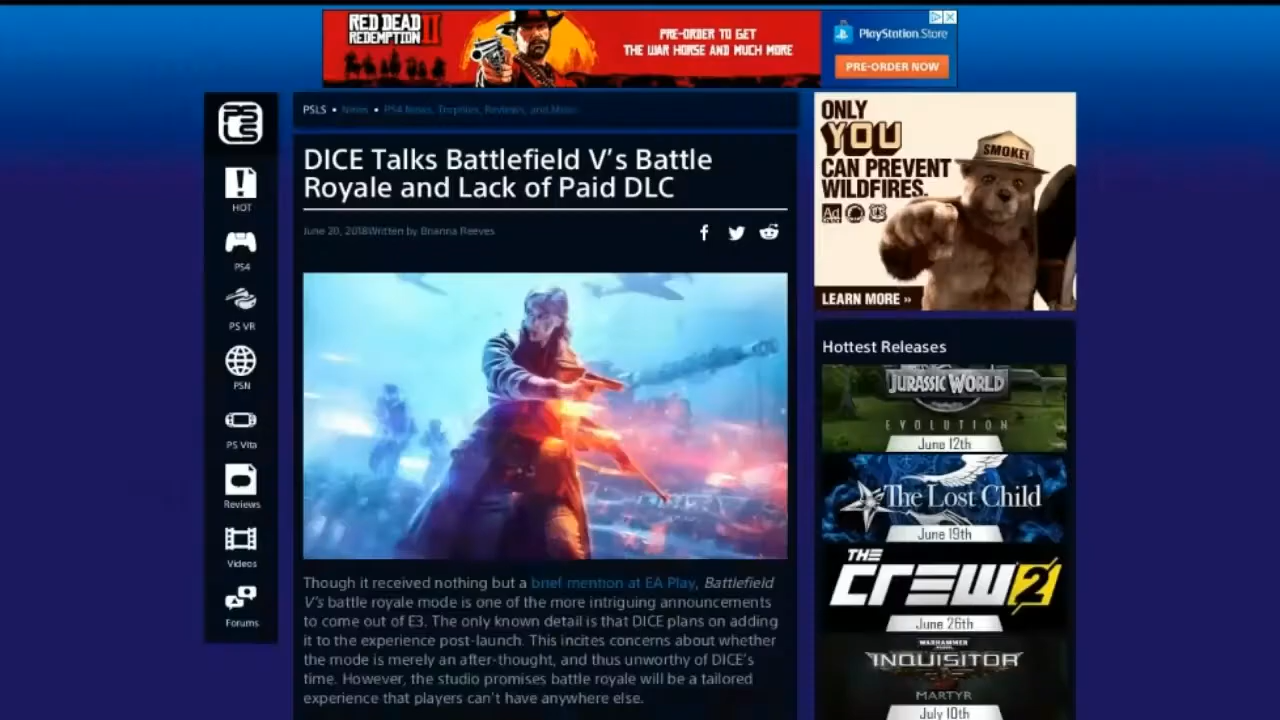 RED DEAD
REDEMPTION II
PRE-ORDER TO GET
THE WAR HORSE AND MUCH MORE
PlayStation Store
PRE-ORDER NOW
PSLS • News • PS4 News, Trophies, Reviews, and More
HOT
PS4
PS VR
PSN
PS Vita
Reviews
Videos
Forums
DICE Talks Battlefield V's Battle
Royale and Lack of Paid DLC
June 20, 2018Written by Brianna Reeves
Though it received nothing but a brief mention at EA Play, Battlefield
V's battle royale mode is one of the more intriguing announcements
to come out of E3. The only known detail is that DICE plans on adding
it to the experience post-launch. This incites concerns about whether
the mode is merely an after-thought, and thus unworthy of DICE's
time. However, the studio promises battle royale will be a tailored
experience that players can't have anywhere else.
ONLY
YOU
CAN PREVENT
WILDFIRES.
SMOKEY
Ad
LEARN MORE »
Hottest Releases
JURASSIC WORLD
EVOLUTION
June 12th
The Lost Child
June 19th
THE
CREW 2
June 26th
WARHAMMER
INQUISITOR
MARTYR
July 10th